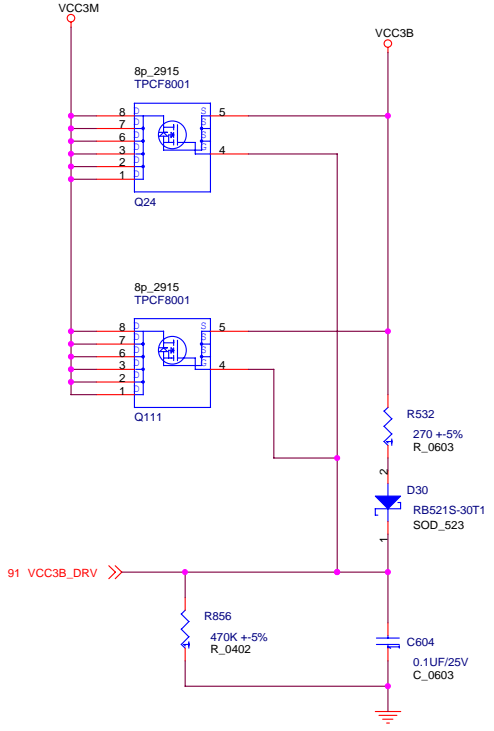 VCC3M
VCC3B
8p_2915
TPCF8001
8 D S 5
7 D S
6 D S
3 D G 4
2 D
1 D
Q24
8p_2915
TPCF8001
8 D S 5
7 D S
6 D S
3 D G 4
2 D
1 D
Q111
R532
1
270 +-5%
R_0603
2
D30
RB521S-30T1
SOD_523
1
91 VCC3B_DRV
R856
1
470K +-5%
R_0402
C604
0.1UF/25V
C_0603